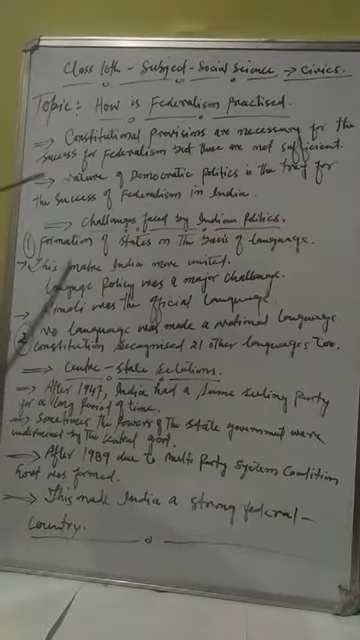 Class 10th - Subject - Social Science → Civics.
Topic: How is Federalism Practised.
⇒ Constitutional Provisions are necessary for the
success for Federalism but these are not sufficient.
→ Nature of Democratic Politics is the for
the success of Federalism in India.
⇒ Challenges faced by Indian Politics.
① Formation of States on the basis of language.
→ This India more united.
Language Policy was a major challenge.
→ was the official Language.
② No language was made a National Language.
Constitution Recognised 21 other languages Too.
⇒ Centre - State Relations.
⇒ After 1947, India had a same party
for a long Period of time.
⇒ Sometimes the Powers of the State government were
undermined by the Central govt.
⇒ After 1989 due to Multi Party System Coalition
Govt was formed.
⇒ This made India a strong federal -
Country.